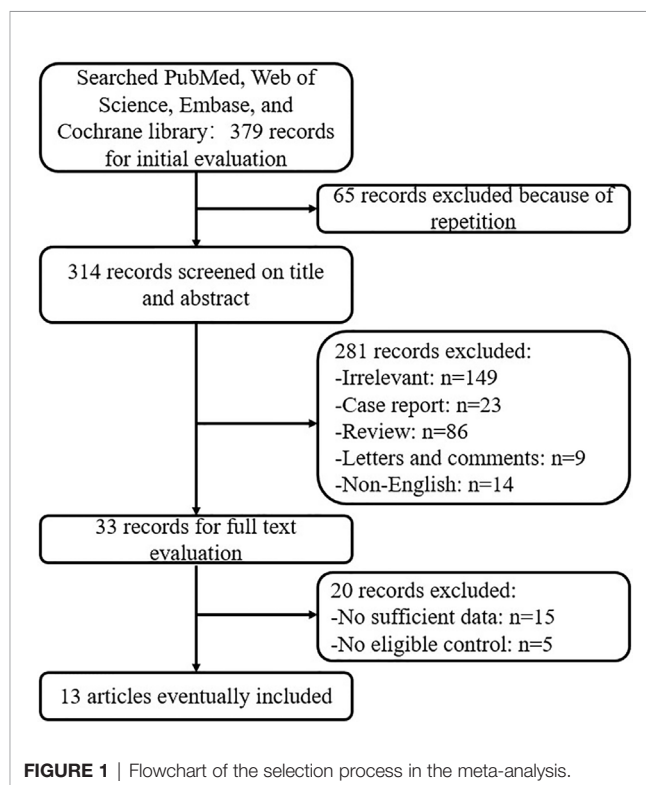 Searched PubMed, Web of
Science, Embase, and
Cochrane library： 379 records
for initial evaluation
65 records excluded because of
repetition
314 records screened on title
and abstract
281 records excluded:
-Irrelevant: n=149
-Case report: n=23
-Review: n=86
-Letters and comments: n=9
-Non-English: n=14
33 records for full text
evaluation
20 records excluded:
-No sufficient data: n=15
-No eligible control: n=5
13 articles eventually included
FIGURE 1 | Flowchart of the selection process in the meta-analysis.